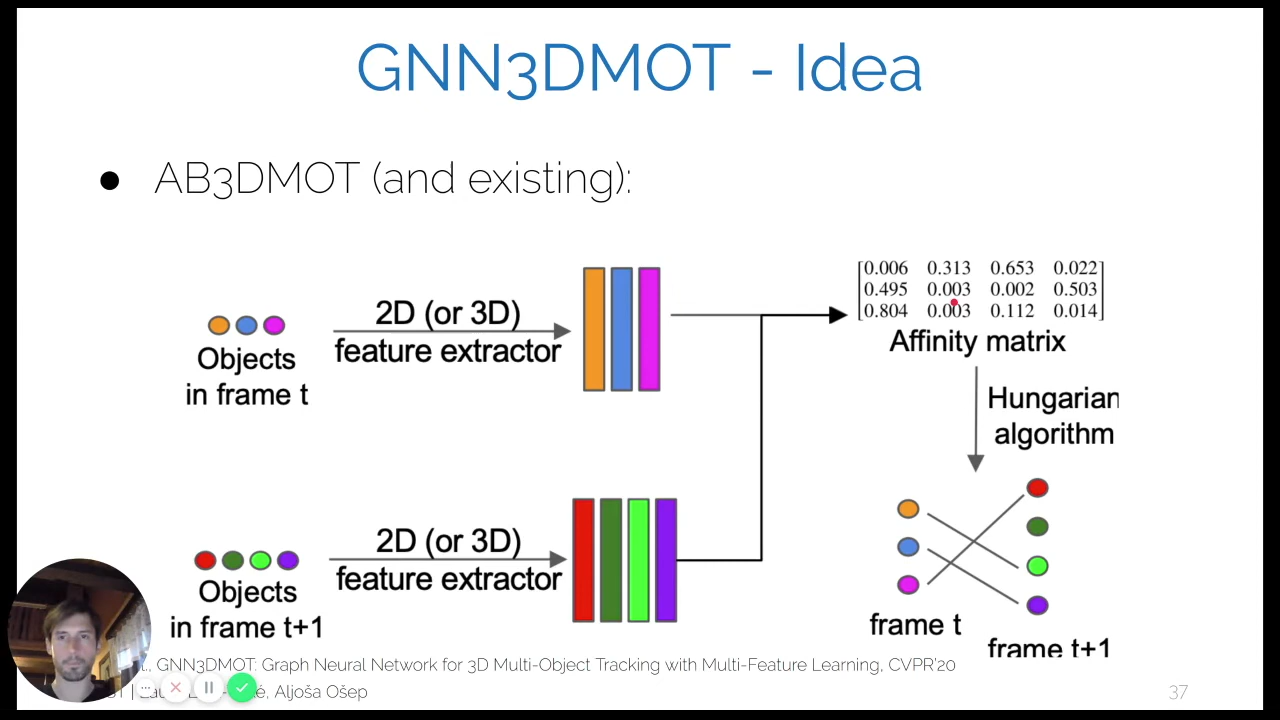 GNN3DMOT - Idea
● AB3DMOT (and existing):
2D (or 3D)
feature extractor
Objects
in frame t
0.006 0.313 0.653 0.022
0.495 0.003 0.002 0.503
0.804 0.003 0.112 0.014
Affinity matrix
Hungarian
algorithm
2D (or 3D)
feature extractor
Objects
in frame t+1
frame t
frame t+1
GNN3DMOT: Graph Neural Network for 3D Multi-Object Tracking with Multi-Feature Learning, CVPR'20
Aljoša Ošep
37